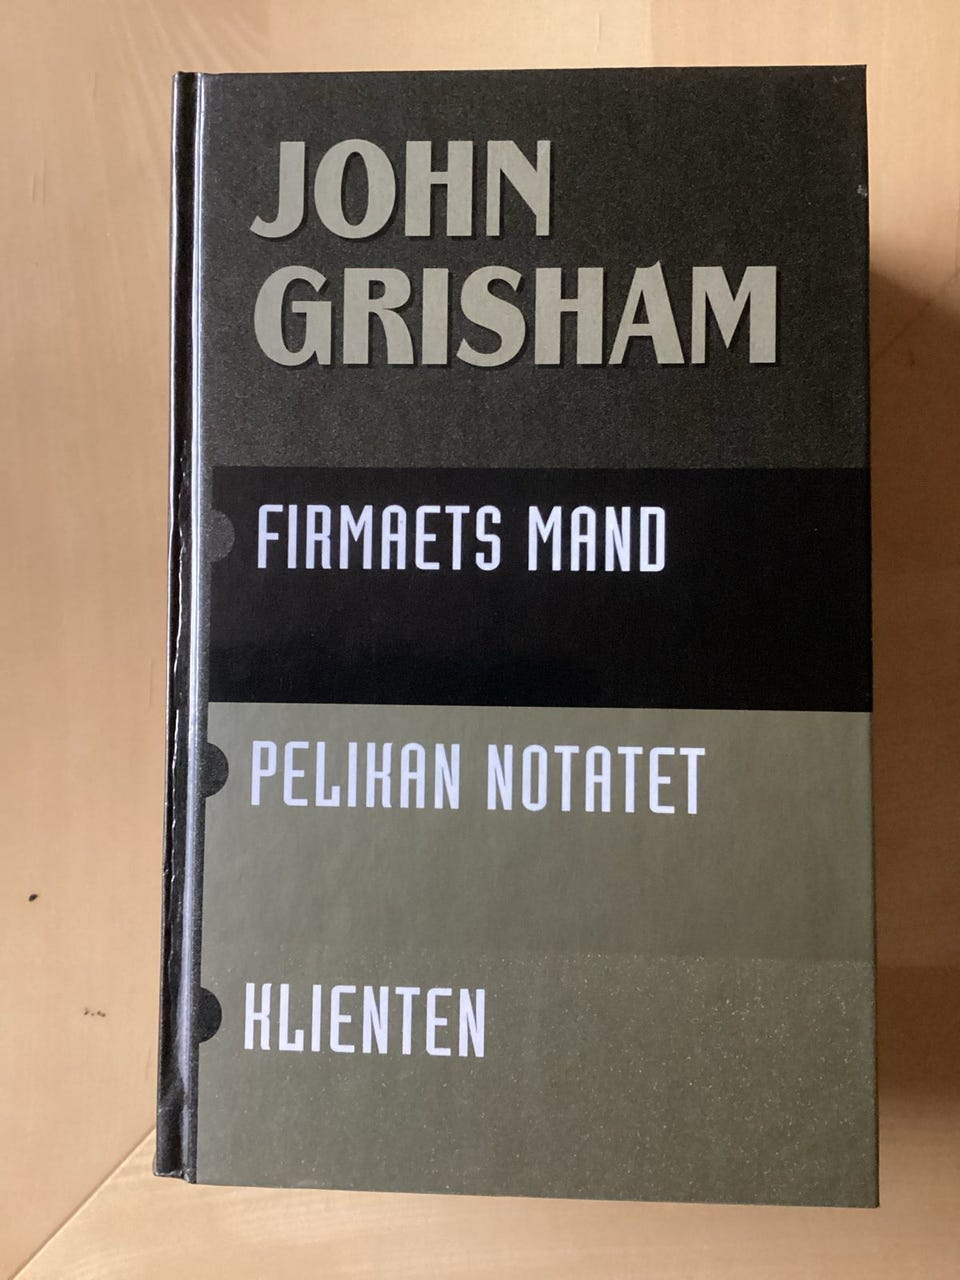 JOHN
GRISHAM
FIRMAETS MAND
PELIKAN NOTATET
KLIENTEN